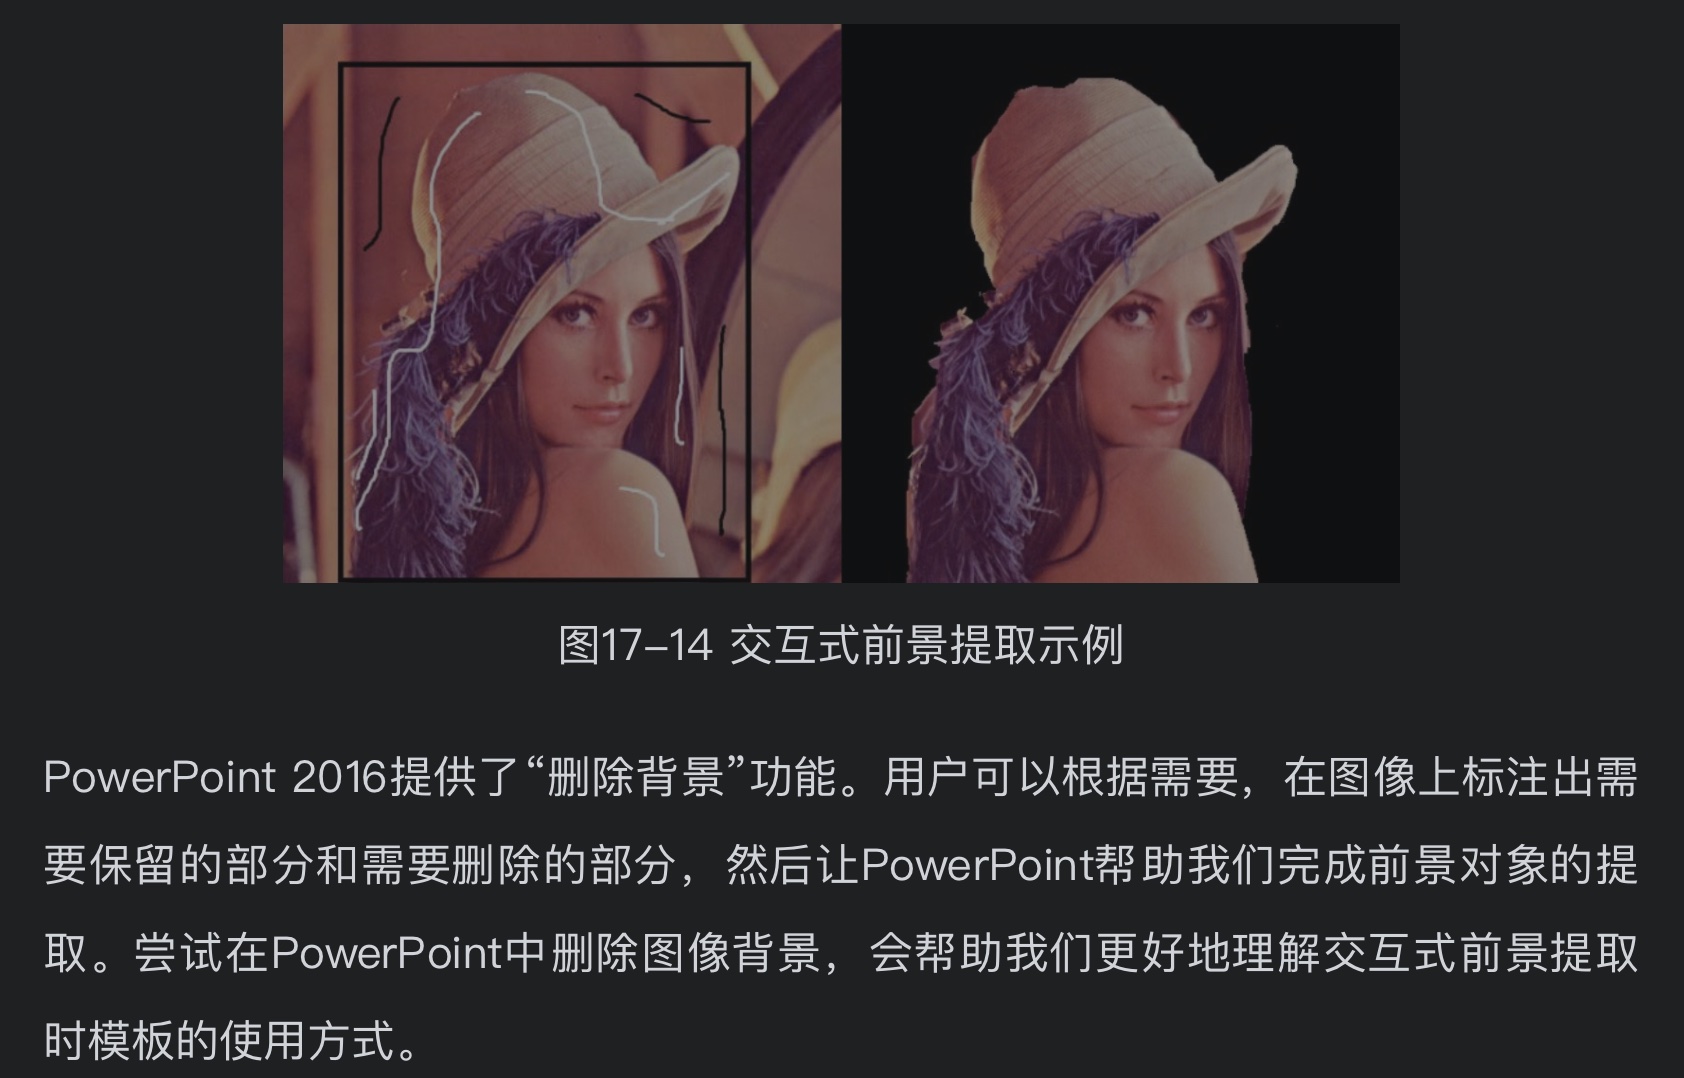 图17-14 交互式前景提取示例
PowerPoint 2016提供了“删除背景”功能。用户可以根据需要，在图像上标注出需
要保留的部分和需要删除的部分，然后让PowerPoint帮助我们完成前景对象的提
取。尝试在PowerPoint中删除图像背景，会帮助我们更好地理解交互式前景提取
时模板的使用方式。